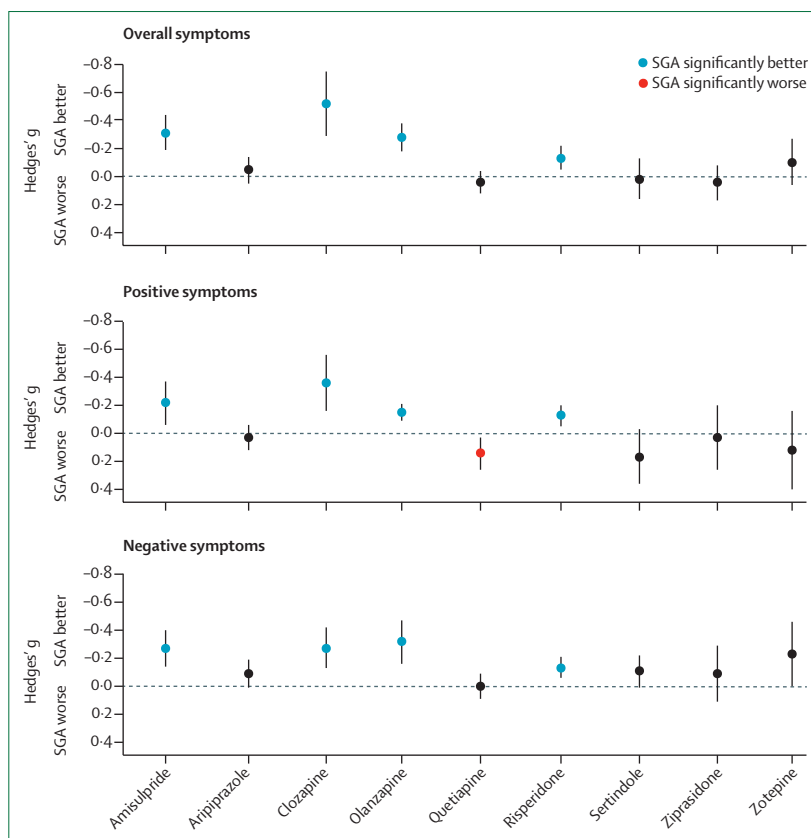 Overall symptoms
SGA significantly better
SGA significantly worse
Hedges' g
SGA worse
SGA better
–0·8
–0·6
–0·4
–0·2
0·0
0·2
0·4
Positive symptoms
Hedges' g
SGA worse
SGA better
–0·8
–0·6
–0·4
–0·2
0·0
0·2
0·4
Negative symptoms
Hedges' g
SGA worse
SGA better
–0·8
–0·6
–0·4
–0·2
0·0
0·2
0·4
Amisulpride
Aripiprazole
Clozapine
Olanzapine
Quetiapine
Risperidone
Sertindole
Ziprasidone
Zotepine